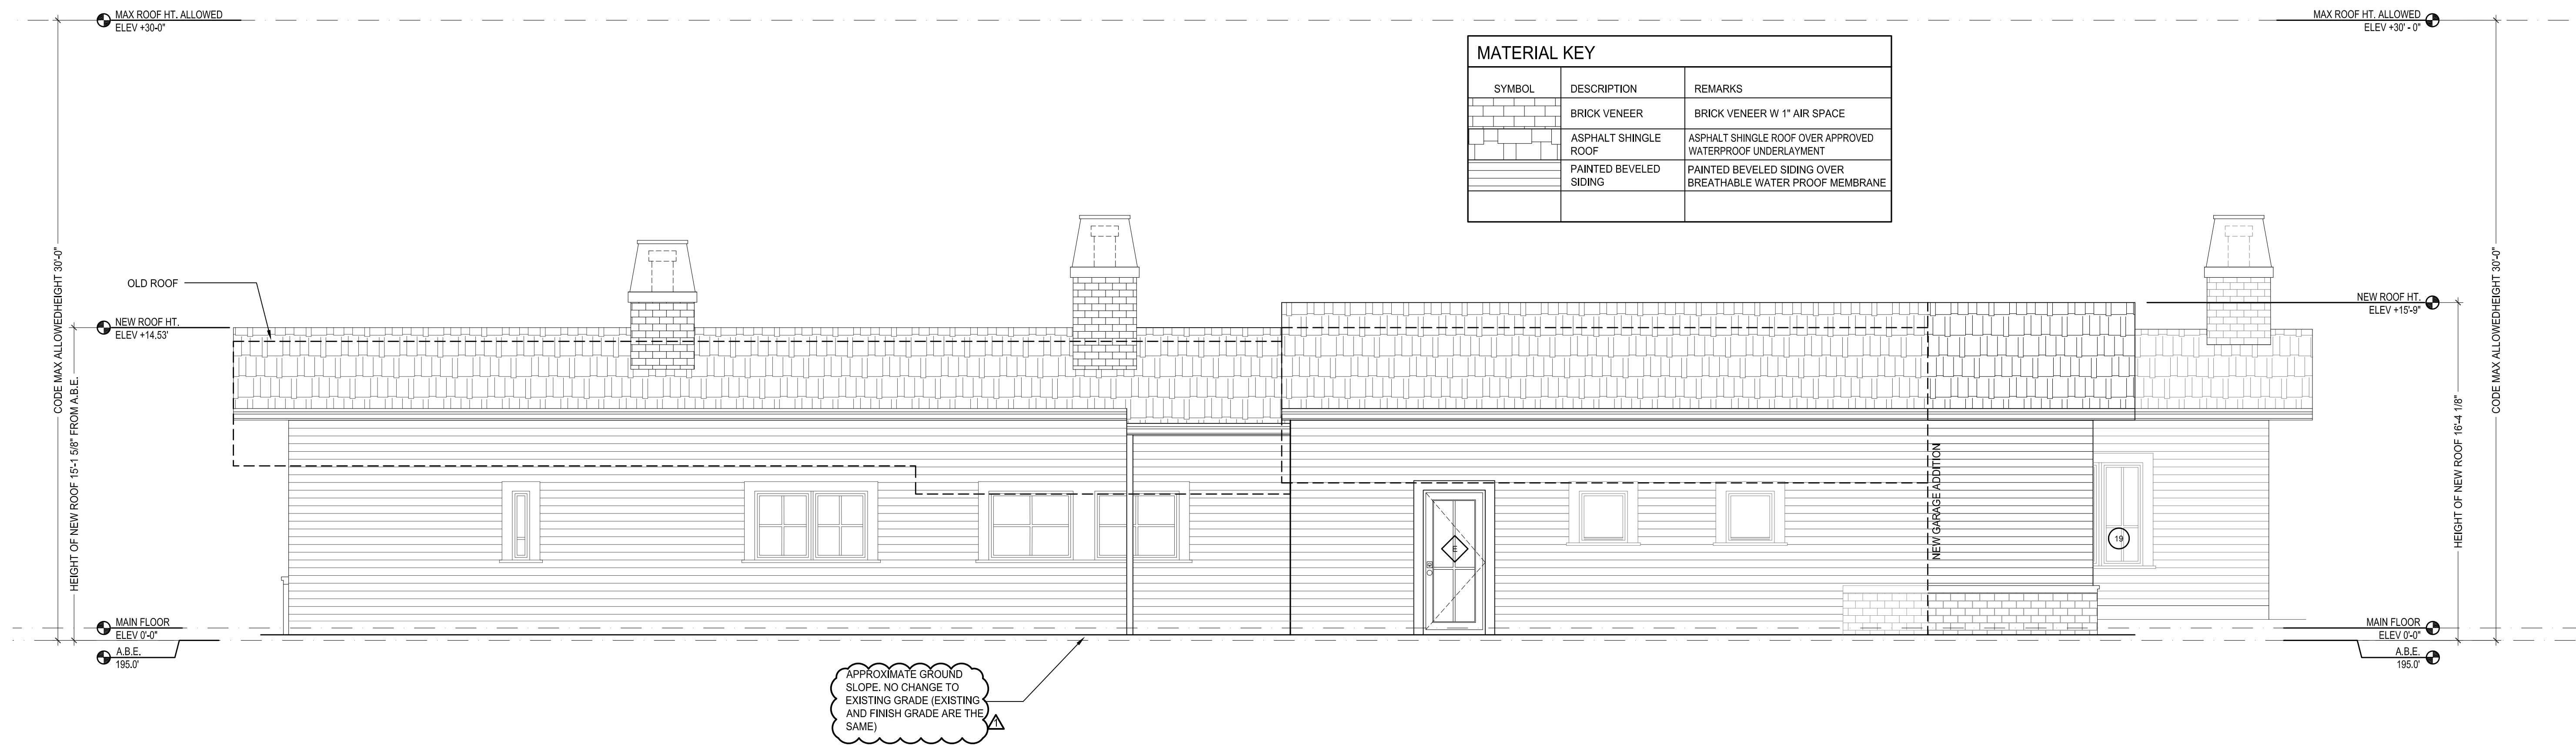 MAX ROOF HT. ALLOWED
ELEV +30-0"
MAX ROOF HT. ALLOWED
ELEV +30' - 0"
MATERIAL KEY
SYMBOL DESCRIPTION REMARKS
BRICK VENEER BRICK VENEER W 1" AIR SPACE
ASPHALT SHINGLE ROOF OVER APPROVED
ASPHALT SHINGLE
ROOF
WATERPROOF UNDERLAYMENT
PAINTED BEVELED
SIDING
PAINTED BEVELED SIDING OVER
BREATHABLE WATER PROOF MEMBRANE
CODE MAX ALLOWEDHEIGHT 30'-0"
HEIGHT OF NEW ROOF 15'-1 5/8" FROM A.B.E.
OLD ROOF
NEW ROOF HT.
ELEV +14.53'
NEW ROOF HT.
ELEV +15'-9"
CODE MAX ALLOWEDHEIGHT 30'-0"
HEIGHT OF NEW ROOF 16'-4 1/8"
NEW GARAGE ADDITION
E
19
MAIN FLOOR
ELEV 0'-0"
A.B.E.
195.0'
MAIN FLOOR
ELEV 0'-0"
A.B.E.
195.0'
APPROXIMATE GROUND
SLOPE. NO CHANGE TO
EXISTING GRADE (EXISTING
AND FINISH GRADE ARE THE
SAME)
1